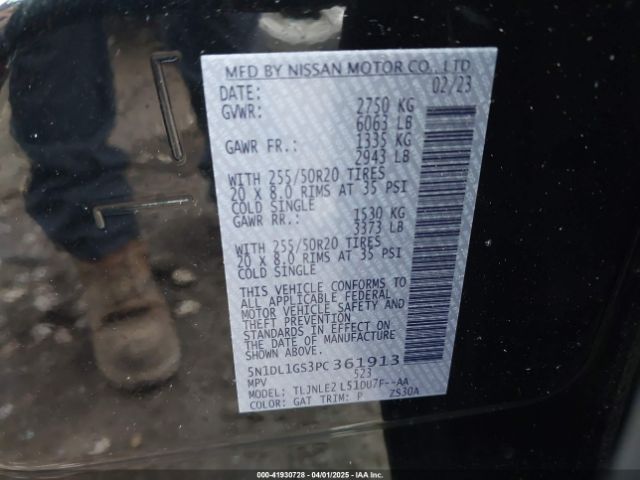 MFD BY NISSAN MOTOR CO., LTD
DATE: 02/23
GVWR: 2750 KG
6063 LB
GAWR FR.: 1335 KG
2943 LB
WITH 255/50R20 TIRES
20 X 8.0 RIMS AT 35 PSI
COLD SINGLE
GAWR RR.: 1530 KG
3373 LB
WITH 255/50R20 TIRES
20 X 8.0 RIMS AT 35 PSI
COLD SINGLE
THIS VEHICLE CONFORMS TO
ALL APPLICABLE FEDERAL
MOTOR VEHICLE SAFETY AND
THEFT PREVENTION
STANDARDS IN EFFECT ON
THE DATE OF MANUFACTURE
SHOWN ABOVE.
5N1DL1GS3PC361913
MPV 523
MODEL: TLJNLE2 L51DU7F--AA
COLOR: GAT TRIM: P ZS30A
000-41930728 - 04/01/2025 - IAA Inc.